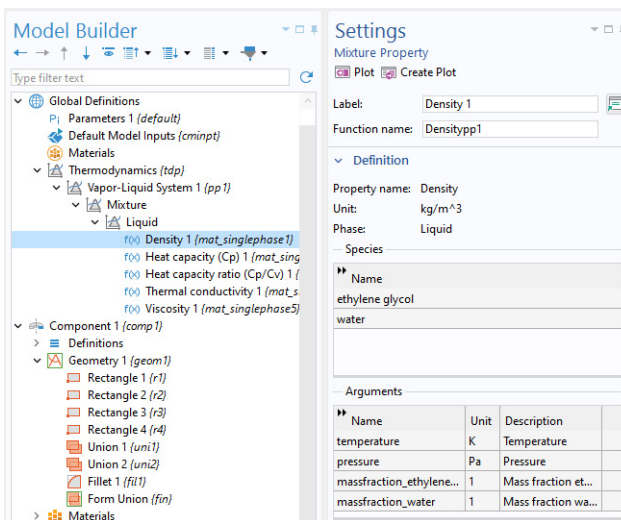 Model Builder
Type filter text
Global Definitions
Pi Parameters 1 {default}
Default Model Inputs {cminpt}
Materials
Thermodynamics {tdp}
Vapor-Liquid System 1 {pp1}
Mixture
Liquid
f(x) Density 1 {mat_singlephase1}
f(x) Heat capacity (Cp) 1 {mat_sing
f(x) Heat capacity ratio (Cp/Cv) 1 {
f(x) Thermal conductivity 1 {mat_s
f(x) Viscosity 1 {mat_singlephase5}
Component 1 {comp1}
Definitions
Geometry 1 {geom1}
Rectangle 1 {r1}
Rectangle 2 {r2}
Rectangle 3 {r3}
Rectangle 4 {r4}
Union 1 {uni1}
Union 2 {uni2}
Fillet 1 {fil1}
Form Union {fin}
Materials
Settings
Mixture Property
Plot Create Plot
Label: Density 1
Function name: Densitypp1
Definition
Property name: Density
Unit: kg/m^3
Phase: Liquid
Species
Name
ethylene glycol
water
Arguments
Name Unit Description
temperature K Temperature
pressure Pa Pressure
massfraction_ethylene... 1 Mass fraction et...
massfraction_water 1 Mass fraction wa...